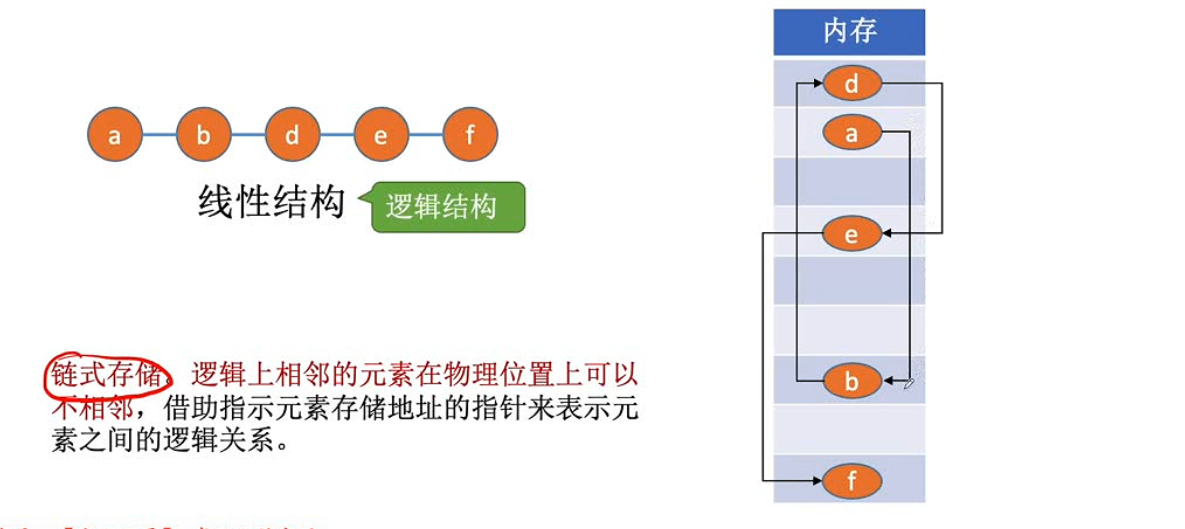 内存
d
a
a b d e f
线性结构
逻辑结构
e
链式存储。逻辑上相邻的元素在物理位置上可以
不相邻，借助指示元素存储地址的指针来表示元
素之间的逻辑关系。
b
f